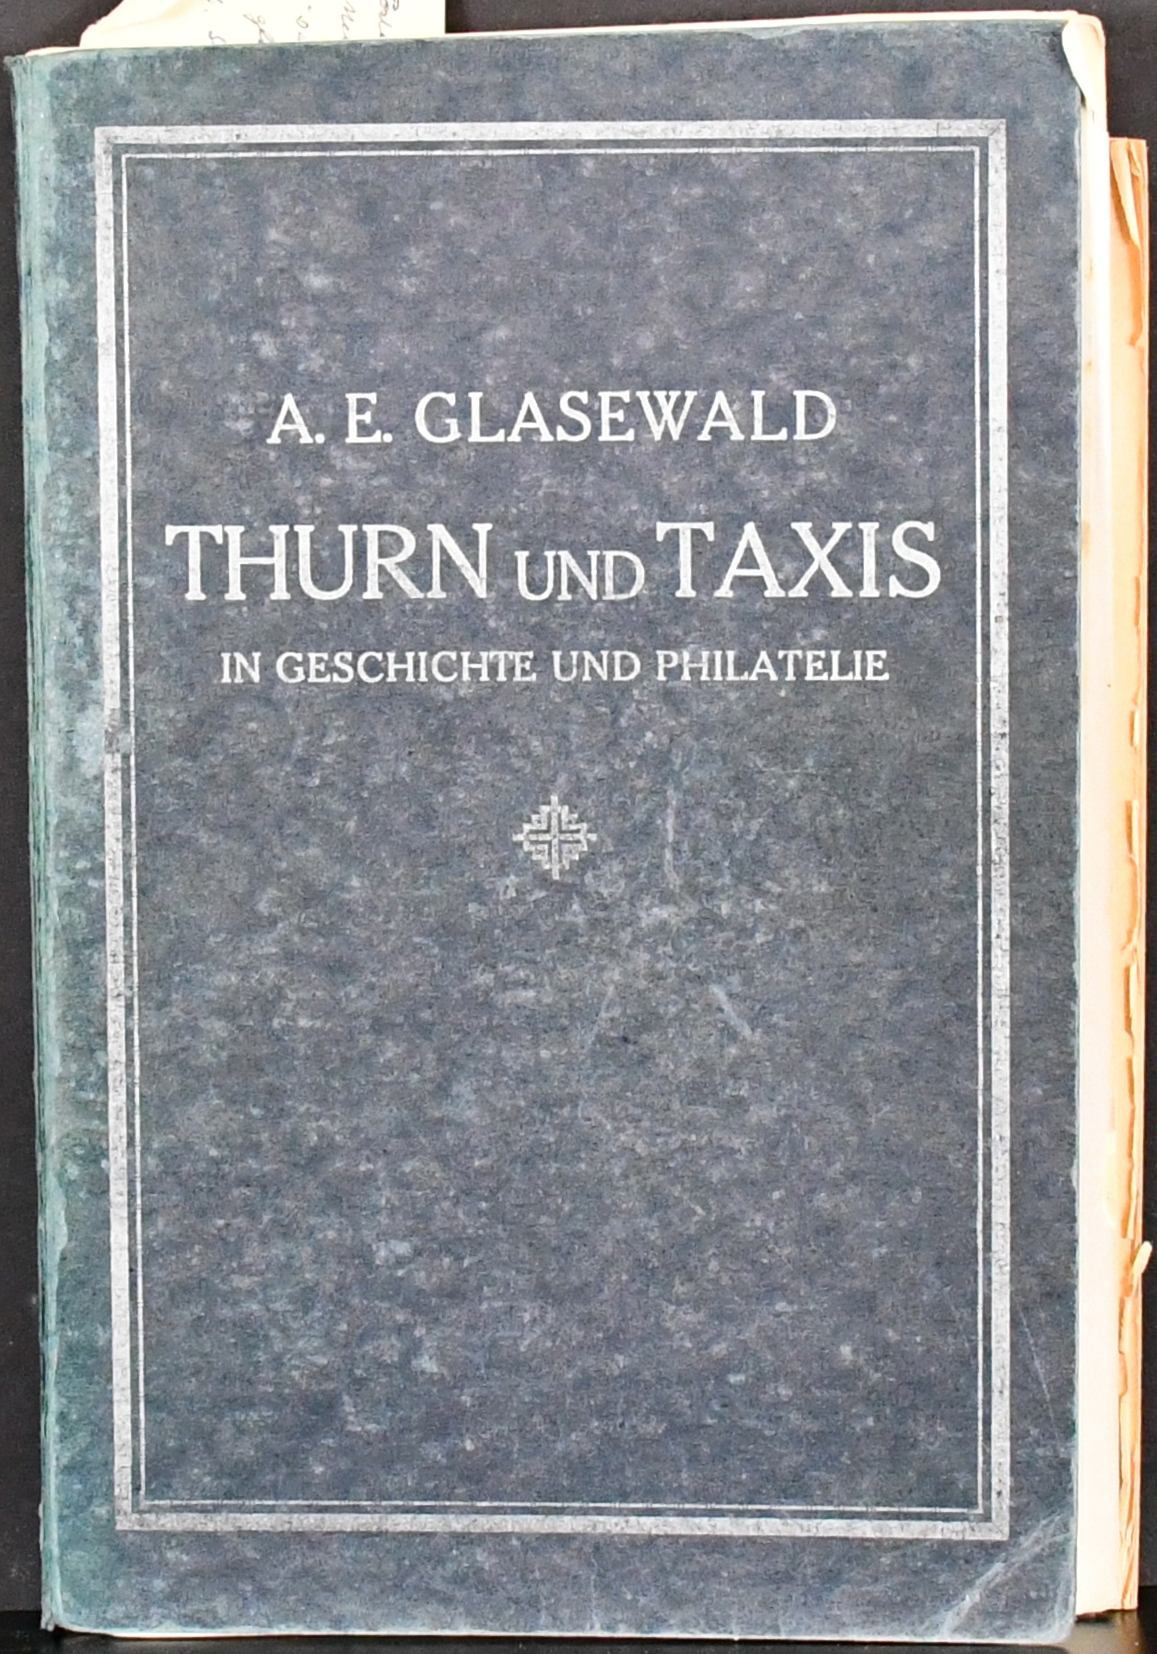 A. E. GLASEWALD
THURN UND TAXIS
IN GESCHICHTE UND PHILATELIE